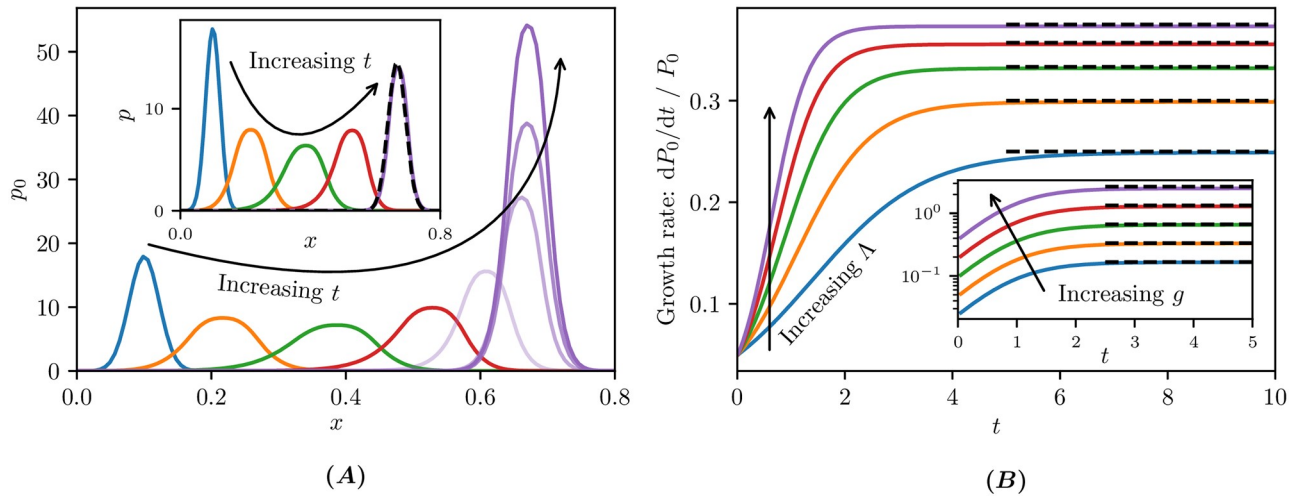 50
40
30
20
10
0
p₀
0.0
0.2
0.4
0.6
0.8
x
Increasing t
10
0
p
0.0
x
0.8
Increasing t
(A)
Growth rate: dP₀/dt / P₀
0.3
0.2
0.1
0
2
4
6
8
10
t
Increasing Λ
10⁰
10⁻¹
Increasing g
0
1
2
3
4
5
t
(B)